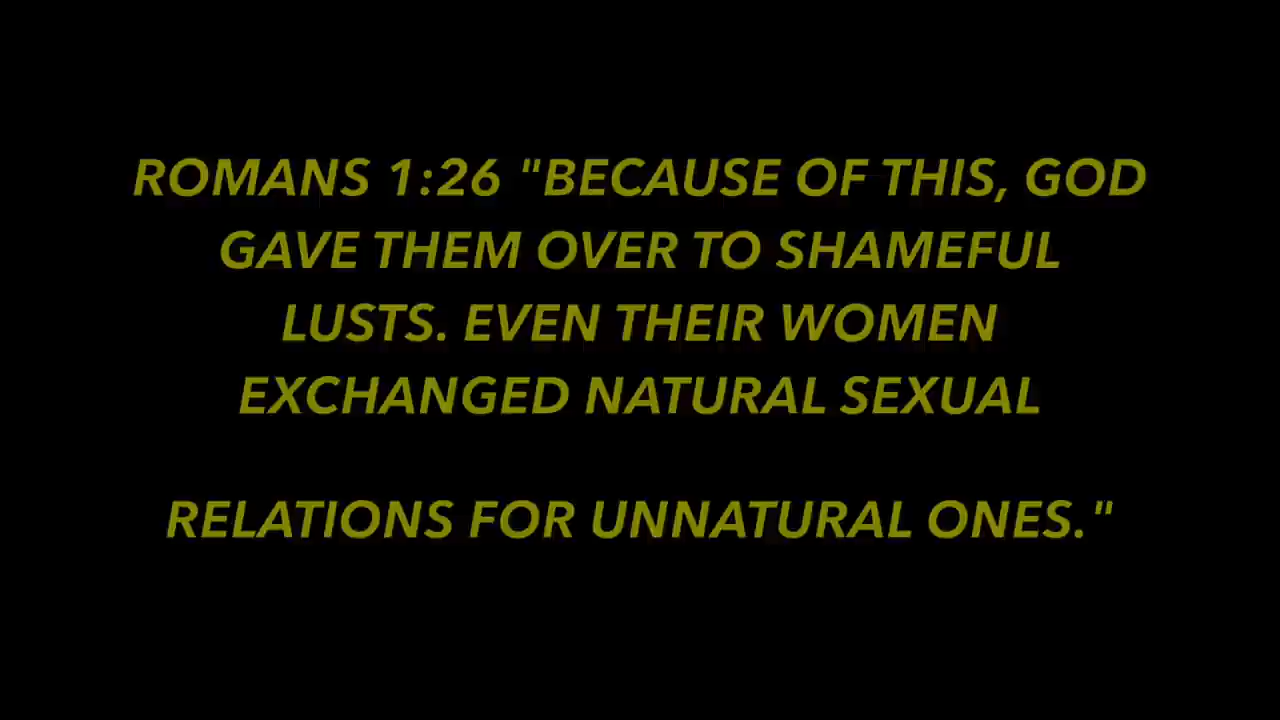 ROMANS 1:26 "BECAUSE OF THIS, GOD
GAVE THEM OVER TO SHAMEFUL
LUSTS. EVEN THEIR WOMEN
EXCHANGED NATURAL SEXUAL
RELATIONS FOR UNNATURAL ONES."